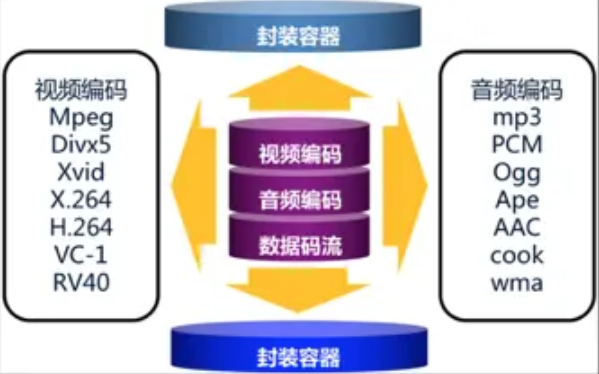 封装容器
视频编码
Mpeg
Divx5
Xvid
X.264
H.264
VC-1
RV40
视频编码
音频编码
数据码流
音频编码
mp3
PCM
Ogg
Ape
AAC
cook
wma
封装容器